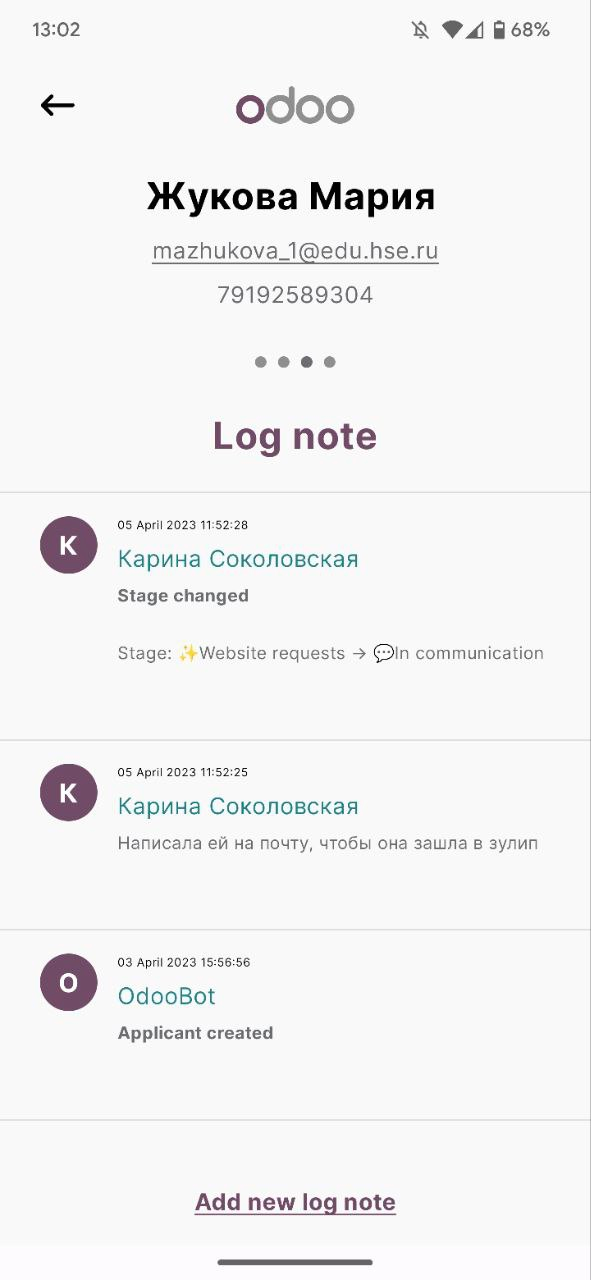 13:02
68%
odoo
Жукова Мария
mazhukova_1@edu.hse.ru
79192589304
Log note
K
05 April 2023 11:52:28
Карина Соколовская
Stage changed
Stage: ✨Website requests → 💬In communication
K
05 April 2023 11:52:25
Карина Соколовская
Написала ей на почту, чтобы она зашла в зулип
O
03 April 2023 15:56:56
OdooBot
Applicant created
Add new log note